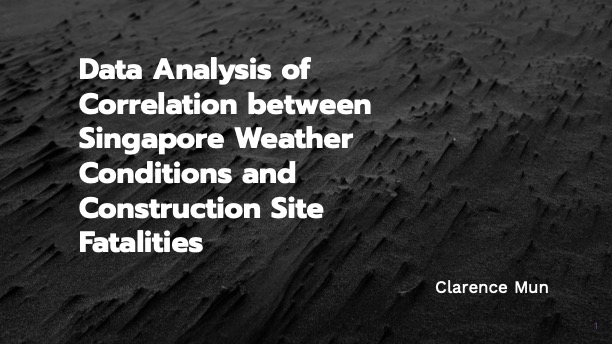 Data Analysis of
Correlation between
Singapore Weather
Conditions and
Construction Site
Fatalities
Clarence Mun
1